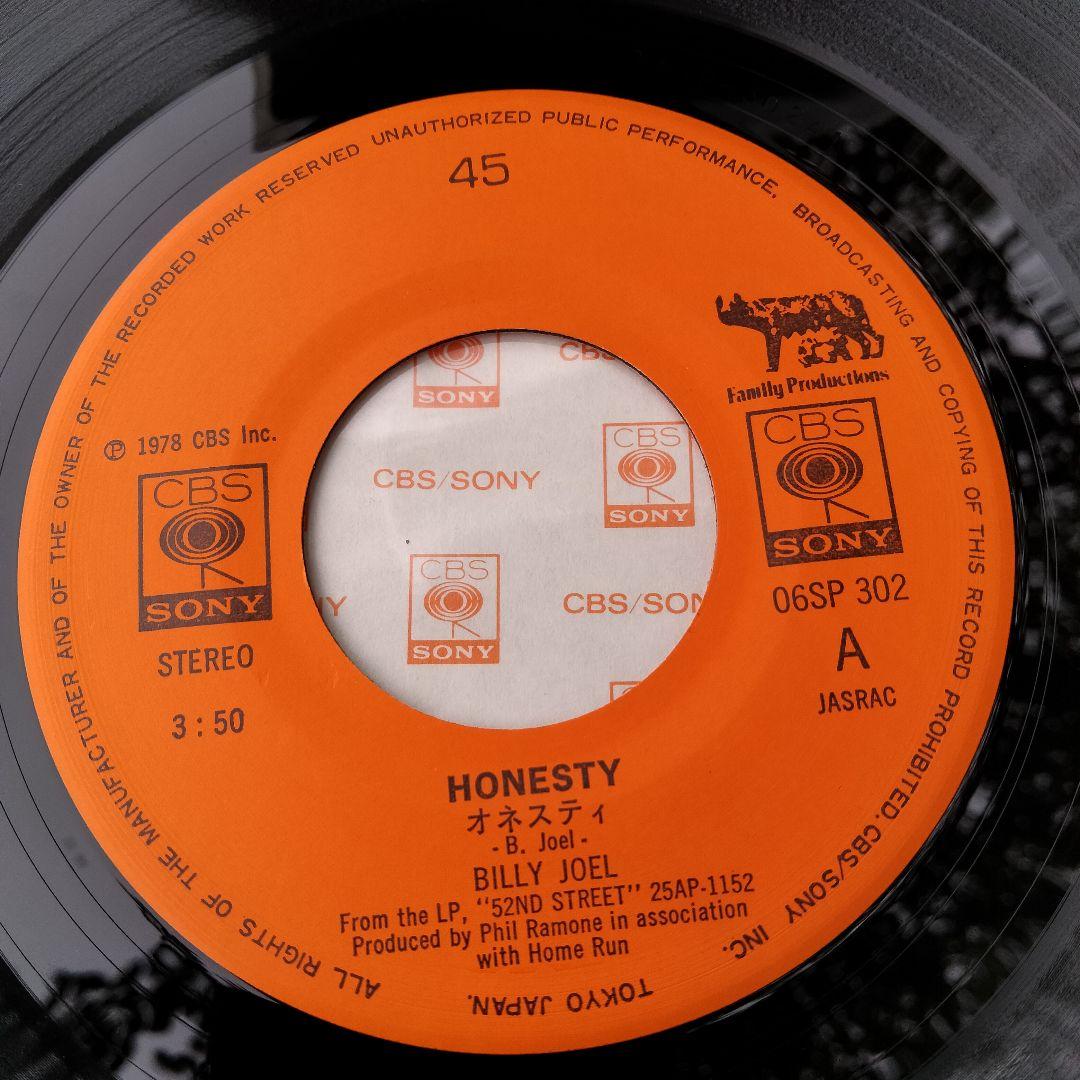 ALL RIGHTS OF THE MANUFACTURER AND OF THE OWNER OF THE RECORDED WORK RESERVED UNAUTHORIZED PUBLIC PERFORMANCE, BROADCASTING AND COPYING OF THIS RECORD PROHIBITED. CBS/SONY INC. TOKYO JAPAN.
45
Family Productions
℗ 1978 CBS Inc.
CBS
SONY
STEREO
3:50
CBS
SONY
06SP 302
A
JASRAC
SONY
CBS
CBS/SONY
CBS
SONY
CBS
SONY
NY
CBS/SON
HONESTY
オネスティ
- B. Joel -
BILLY JOEL
From the LP, "52ND STREET" 25AP-1152
Produced by Phil Ramone in association
with Home Run